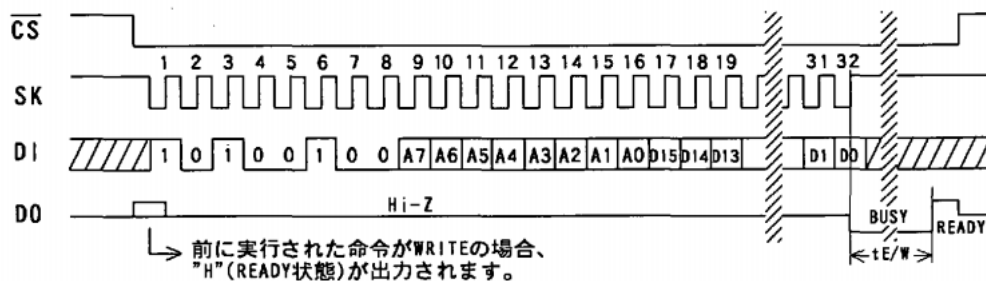 CS
1 2 3 4 5 6 7 8 9 10 11 12 13 14 15 16 17 18 19 31 32
SK
DI 1 0 1 0 0 1 0 0 A7 A6 A5 A4 A3 A2 A1 A0 D15 D14 D13 D1 D0
DO Hi-Z BUSY READY
tE/W
前に実行された命令がWRITEの場合、
"H"(READY状態)が出力されます。